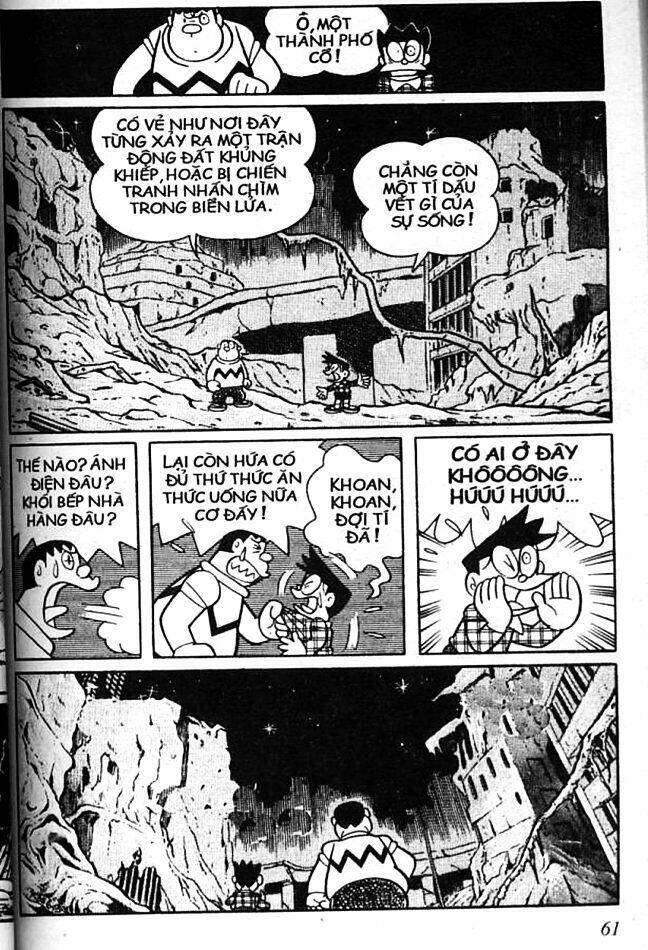 Ồ, MỘT
THÀNH PHỐ
CỔ!
CÓ VẺ NHƯ NƠI ĐÂY
TỪNG XẢY RA MỘT TRẬN
ĐỘNG ĐẤT KHỦNG
KHIẾP, HOẶC BỊ CHIẾN
TRANH NHẤN CHÌM
TRONG BIỂN LỬA.
CHẲNG CÒN
MỘT TÍ DẤU
VẾT GÌ CỦA
SỰ SỐNG!
THẾ NÀO? ÁNH
ĐIỆN ĐÂU?
KHÓI BẾP NHÀ
HÀNG ĐÂU?
LẠI CÒN HỨA CÓ
ĐỦ THỨ THỨC ĂN
THỨC UỐNG NỮA
CƠ ĐẤY!
KHOAN,
KHOAN,
ĐỢI TÍ
ĐÃ!
CÓ AI Ở ĐÂY
KHÔÔÔÔNG...
HÚÚÚ HÚÚÚ...
61